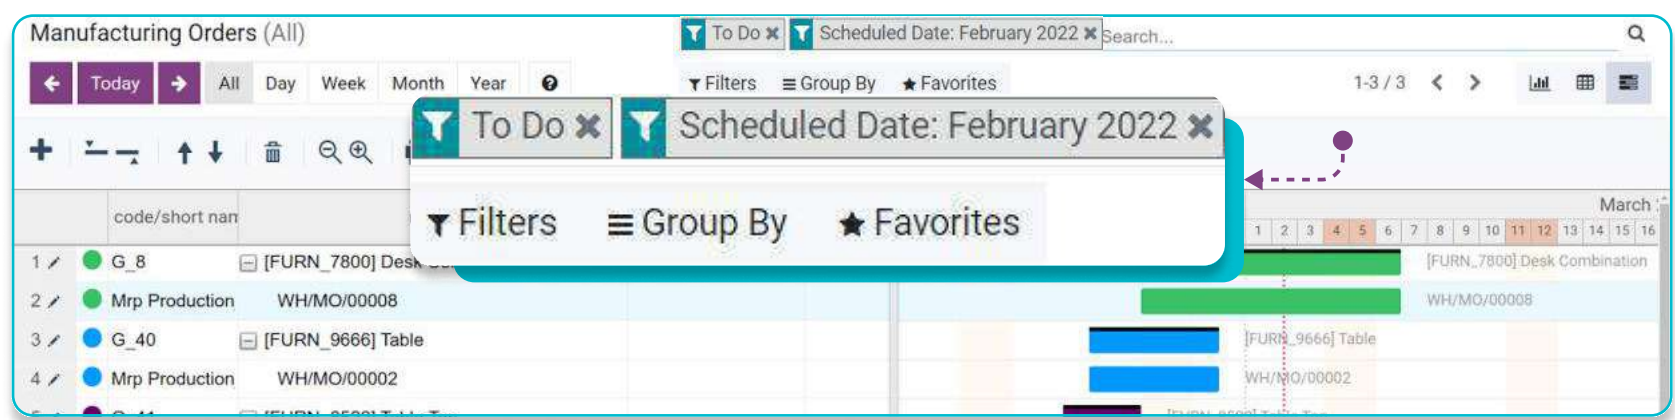 Manufacturing Orders (All)
To Do ✖ Scheduled Date: February 2022 ✖ Search...
Today All Day Week Month Year
Filters Group By Favorites
1-3 / 3
To Do ✖ Scheduled Date: February 2022 ✖
Filters Group By Favorites
code/short nan
March
1 2 3 4 5 6 7 8 9 10 11 12 13 14 15 16
1 G_8 [FURN_7800] Desk [FURN_7800] Desk Combination
2 Mrp Production WH/MO/00008 WH/MO/00008
3 G_40 [FURN_9666] Table [FURN_9666] Table
4 Mrp Production WH/MO/00002 WH/MO/00002